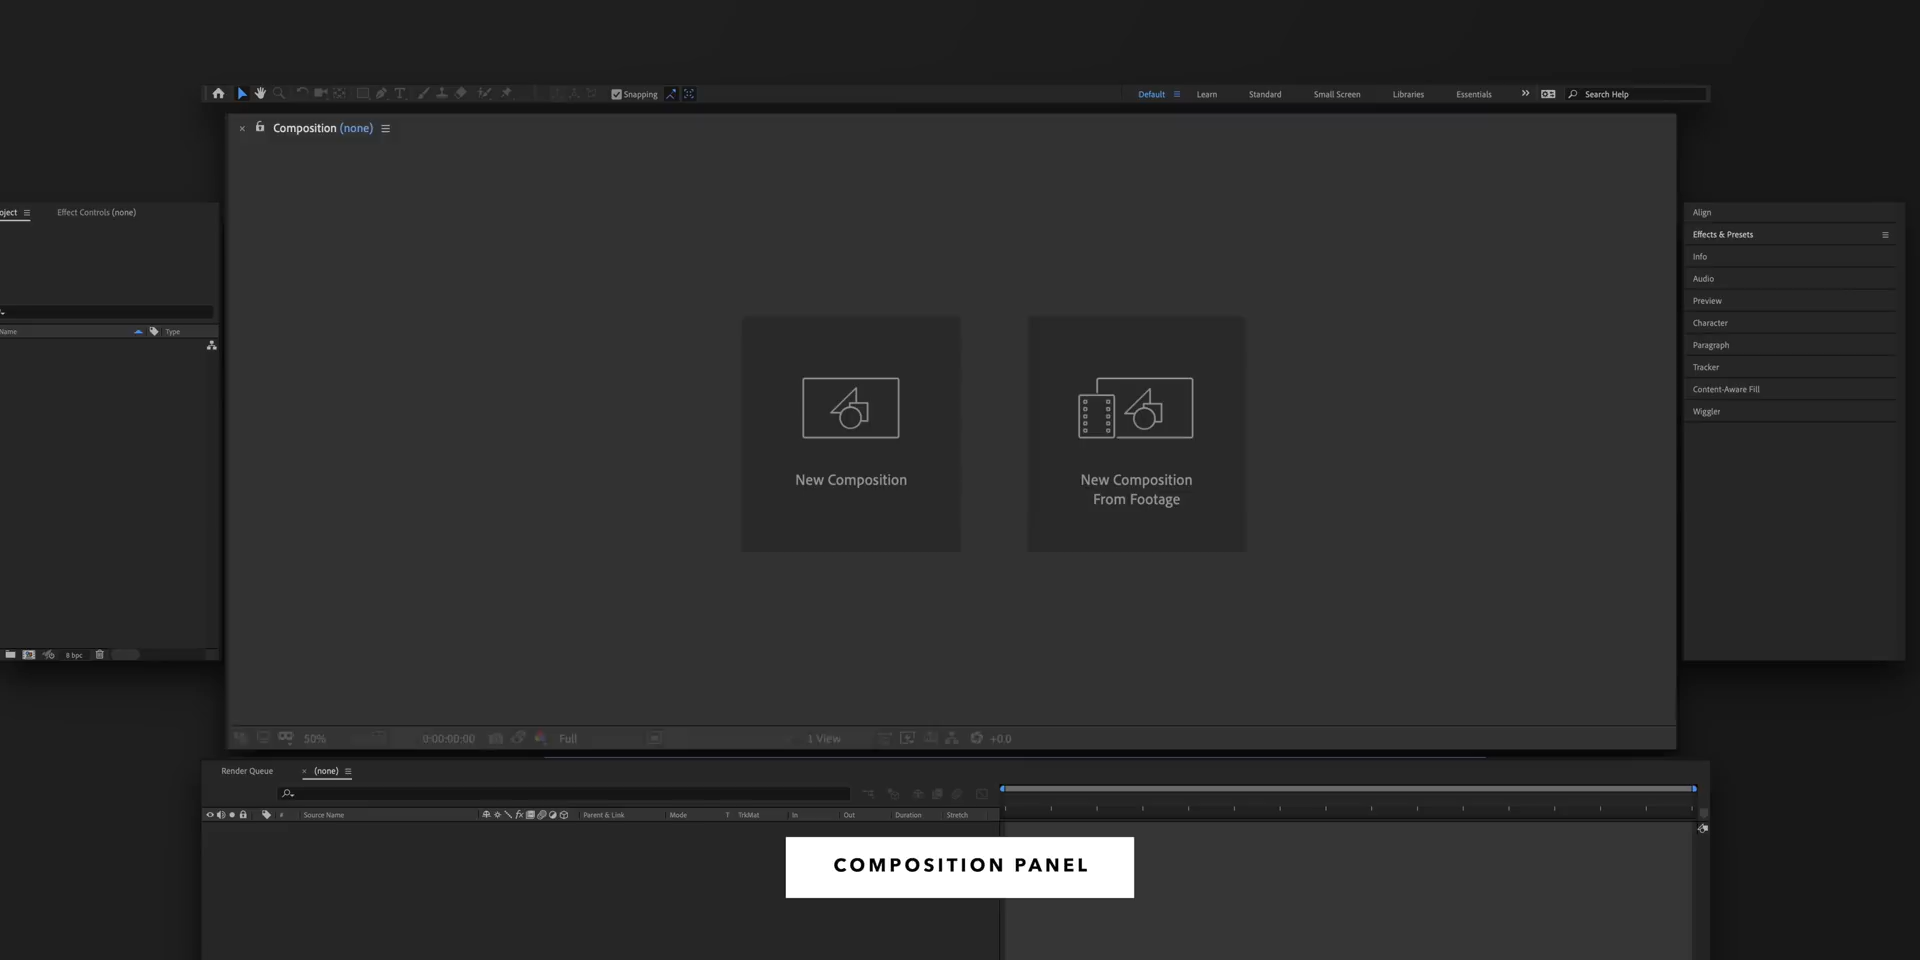 Snapping
Default
Learn
Standard
Small Screen
Libraries
Essentials
Search Help
Composition (none)
oject
Effect Controls (none)
Name
Type
8 bpc
New Composition
New Composition
From Footage
Align
Effects & Presets
Info
Audio
Preview
Character
Paragraph
Tracker
Content-Aware Fill
Wiggler
50%
0:00:00:00
Full
1 View
+0.0
Render Queue
(none)
#
Source Name
fx
Parent & Link
Mode
T
TrkMat
In
Out
Duration
Stretch
COMPOSITION PANEL